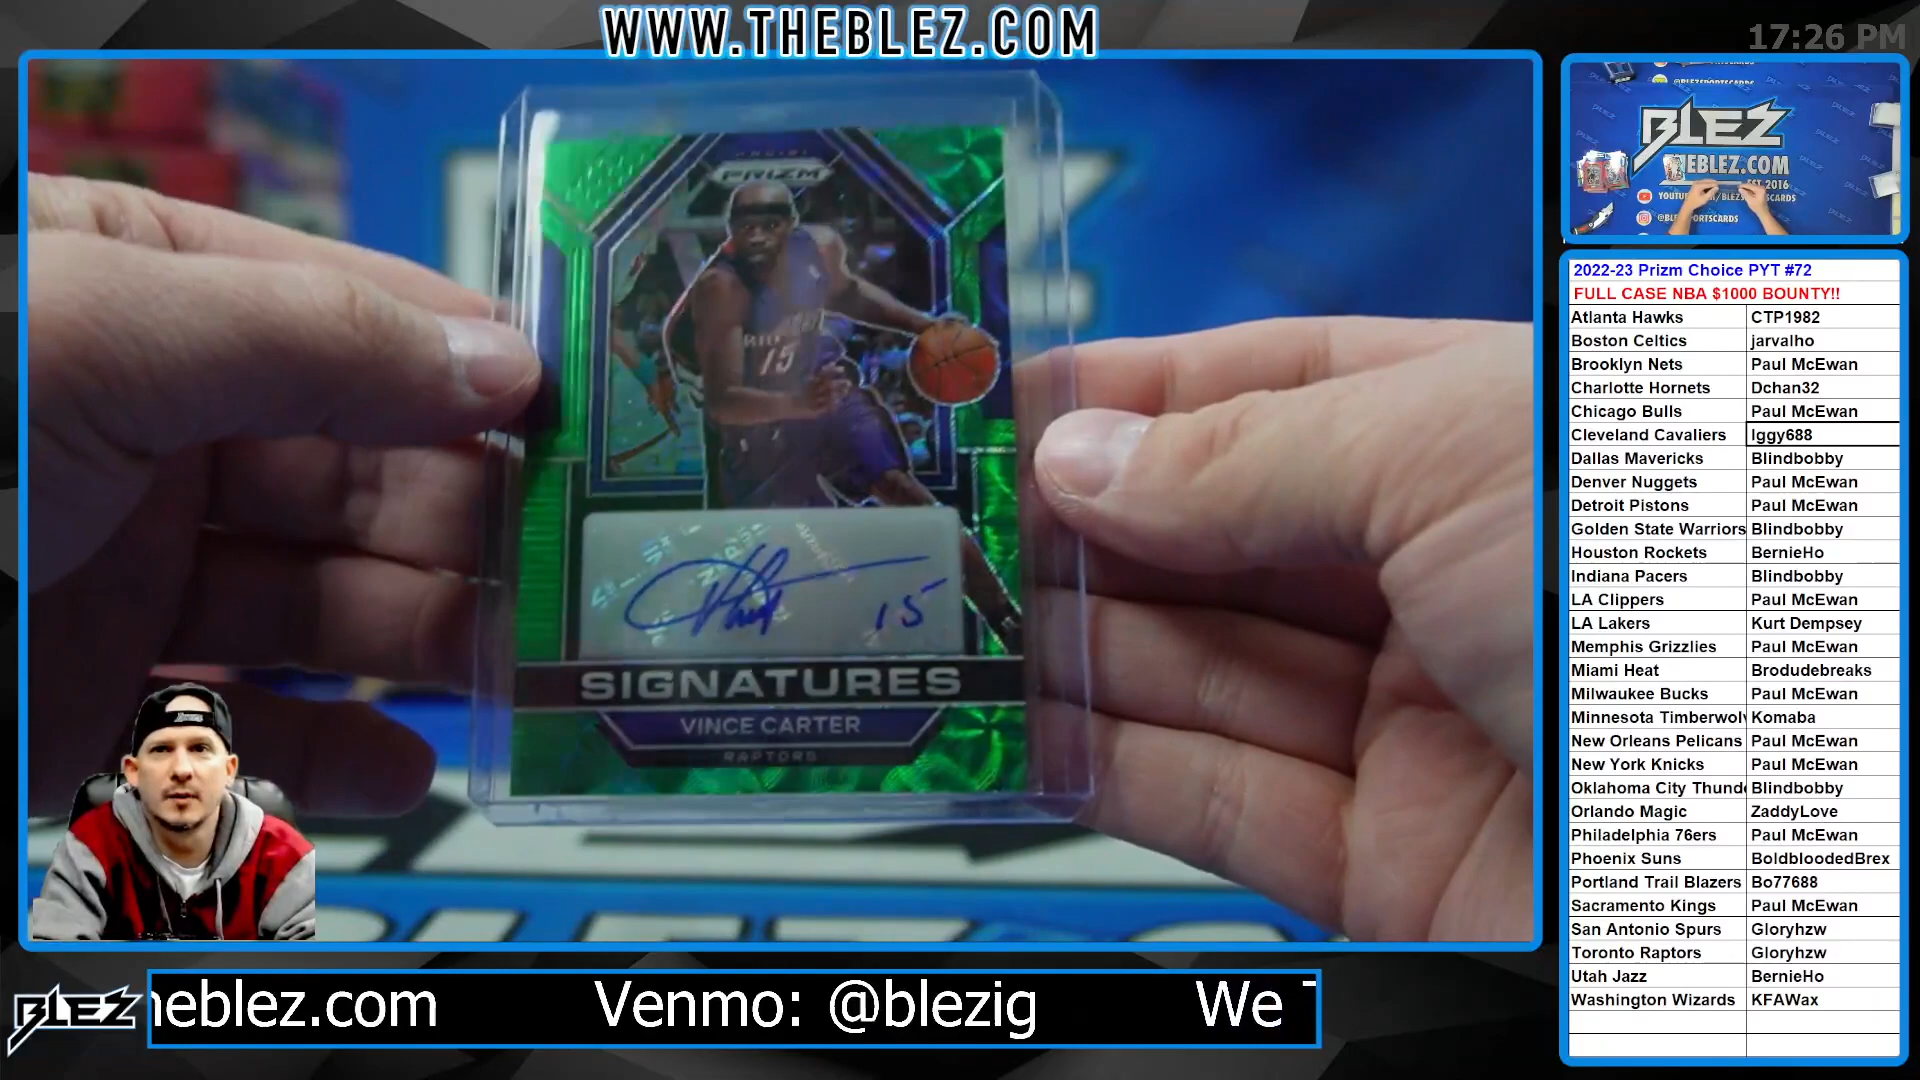 WWW.THEBLEZ.COM
17:26 PM
PRIZM
15
15
SIGNATURES
VINCE CARTER
RAPTORS
BLEZ
EBLEZ.COM
2022-23 Prizm Choice PYT #72
FULL CASE NBA $1000 BOUNTY!!
Atlanta Hawks CTP1982
Boston Celtics jarvalho
Brooklyn Nets Paul McEwan
Charlotte Hornets Dchan32
Chicago Bulls Paul McEwan
Cleveland Cavaliers Iggy688
Dallas Mavericks Blindbobby
Denver Nuggets Paul McEwan
Detroit Pistons Paul McEwan
Golden State Warriors Blindbobby
Houston Rockets BernieHo
Indiana Pacers Blindbobby
LA Clippers Paul McEwan
LA Lakers Kurt Dempsey
Memphis Grizzlies Paul McEwan
Miami Heat Brodudebreaks
Milwaukee Bucks Paul McEwan
Minnesota Timberwol Komaba
New Orleans Pelicans Paul McEwan
New York Knicks Paul McEwan
Oklahoma City Thund Blindbobby
Orlando Magic ZaddyLove
Philadelphia 76ers Paul McEwan
Phoenix Suns BoldbloodedBrex
Portland Trail Blazers Bo77688
Sacramento Kings Paul McEwan
San Antonio Spurs Gloryhzw
Toronto Raptors Gloryhzw
Utah Jazz BernieHo
Washington Wizards KFAWax
BLEZ
heblez.com Venmo: @blezig We